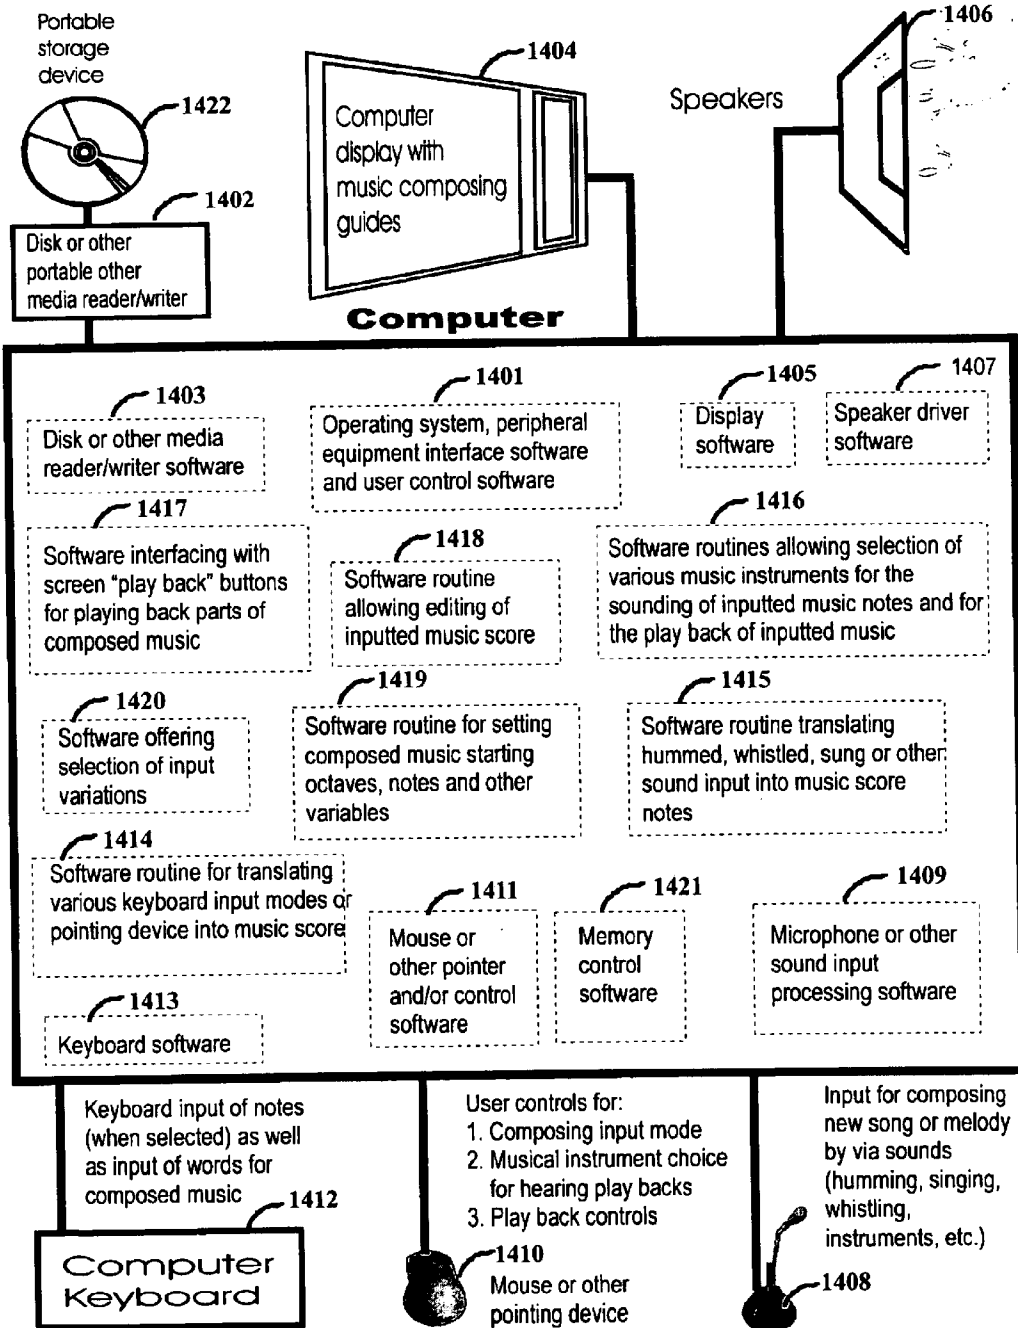 Portable
storage
device
1422
1402
Disk or other
portable other
media reader/writer
1404
Computer
display with
music composing
guides
Speakers
1406
Computer
1403
Disk or other media
reader/writer software
1401
Operating system, peripheral
equipment interface software
and user control software
1405
Display
software
1407
Speaker driver
software
1417
Software interfacing with
screen “play back” buttons
for playing back parts of
composed music
1418
Software routine
allowing editing of
inputted music score
1416
Software routines allowing selection of
various music instruments for the
sounding of inputted music notes and for
the play back of inputted music
1420
Software offering
selection of input
variations
1419
Software routine for setting
composed music starting
octaves, notes and other
variables
1415
Software routine translating
hummed, whistled, sung or other
sound input into music score
notes
1414
Software routine for translating
various keyboard input modes or
pointing device into music score
1411
Mouse or
other pointer
and/or control
software
1421
Memory
control
software
1409
Microphone or other
sound input
processing software
1413
Keyboard software
Keyboard input of notes
(when selected) as well
as input of words for
composed music
1412
Computer
Keyboard
User controls for:
1. Composing input mode
2. Musical instrument choice
for hearing play backs
3. Play back controls
1410
Mouse or other
pointing device
Input for composing
new song or melody
by via sounds
(humming, singing,
whistling,
instruments, etc.)
1408